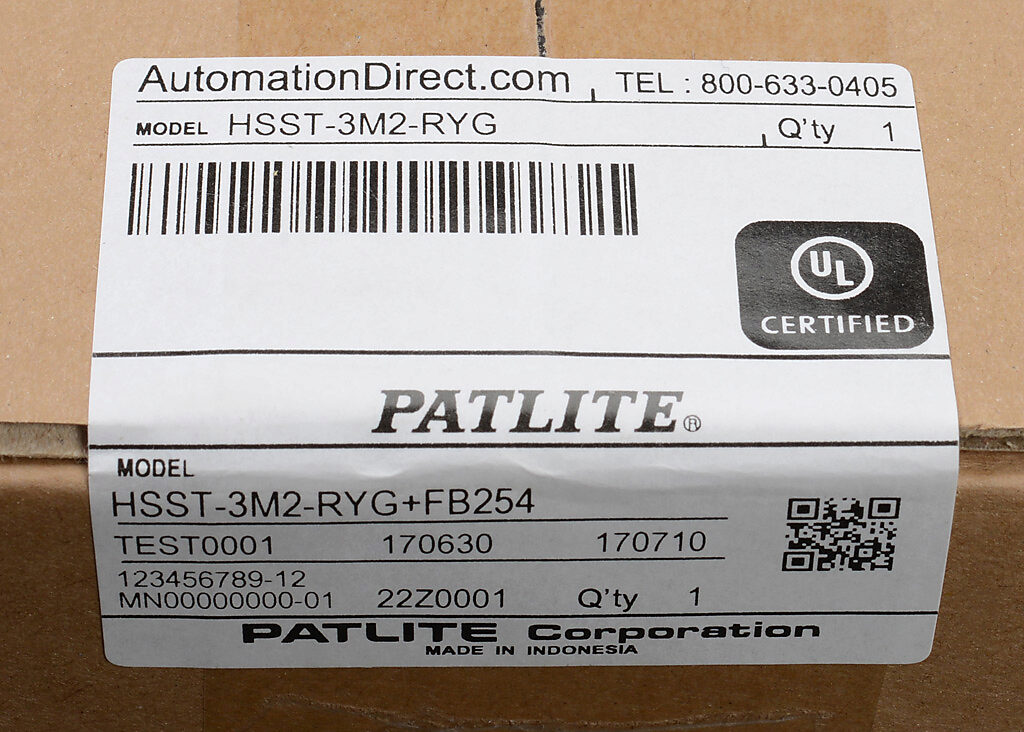 AutomationDirect.com TEL : 800-633-0405
MODEL HSST-3M2-RYG Q'ty 1
UL
CERTIFIED
PATLITE®
MODEL
HSST-3M2-RYG+FB254
TEST0001 170630 170710
123456789-12
MN00000000-01 22Z0001 Q'ty 1
PATLITE Corporation
MADE IN INDONESIA